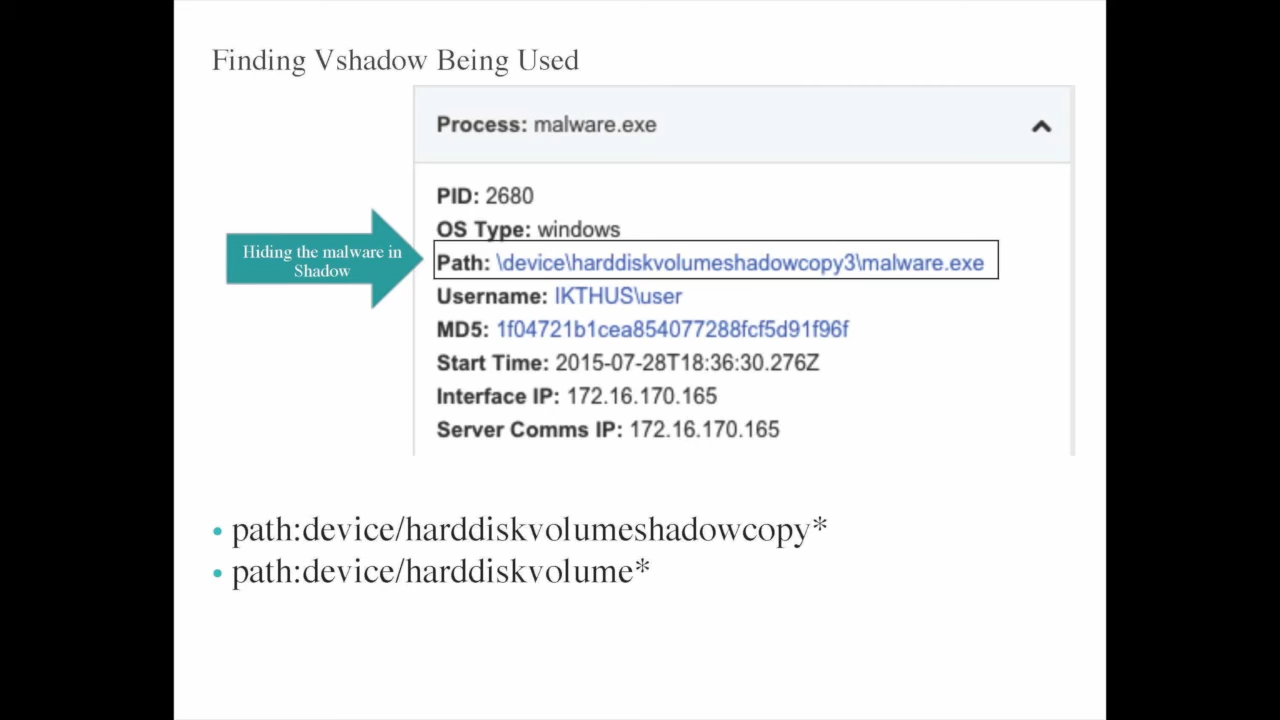 Finding Vshadow Being Used
Process: malware.exe
PID: 2680
OS Type: windows
Hiding the malware in
Shadow
Path: \device\harddiskvolumeshadowcopy3\malware.exe
Username: IKTHUS\user
MD5: 1f04721b1cea854077288fcf5d91f96f
Start Time: 2015-07-28T18:36:30.276Z
Interface IP: 172.16.170.165
Server Comms IP: 172.16.170.165
• path:device/harddiskvolumeshadowcopy*
• path:device/harddiskvolume*